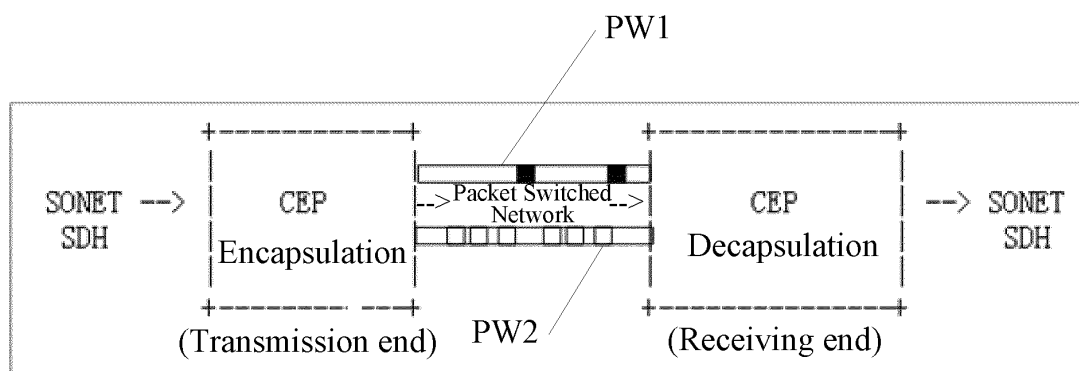 PW1
SONET --> CEP --> Packet Switched --> CEP --> SONET
SDH Network SDH
Encapsulation Decapsulation
(Transmission end) PW2 (Receiving end)